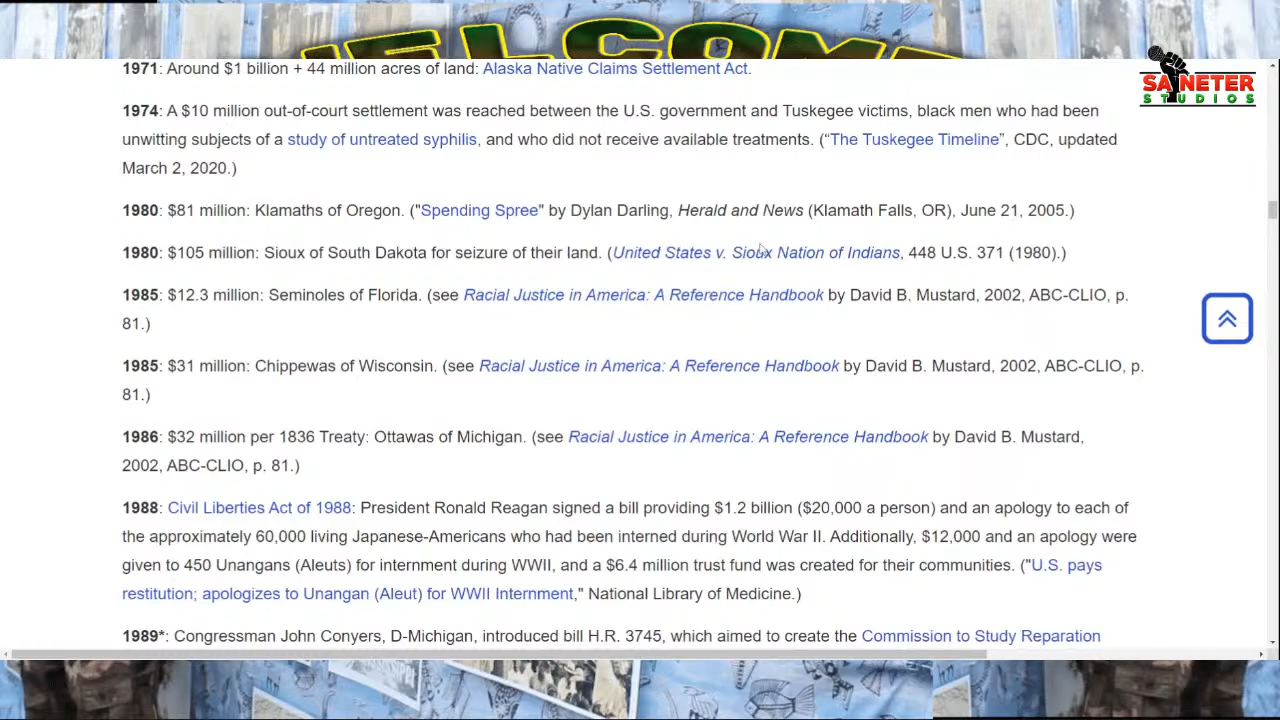 WELCOME
SANETER
STUDIOS
1971: Around $1 billion + 44 million acres of land: Alaska Native Claims Settlement Act.
1974: A $10 million out-of-court settlement was reached between the U.S. government and Tuskegee victims, black men who had been
unwitting subjects of a study of untreated syphilis, and who did not receive available treatments. (“The Tuskegee Timeline”, CDC, updated
March 2, 2020.)
1980: $81 million: Klamaths of Oregon. ("Spending Spree" by Dylan Darling, Herald and News (Klamath Falls, OR), June 21, 2005.)
1980: $105 million: Sioux of South Dakota for seizure of their land. (United States v. Sioux Nation of Indians, 448 U.S. 371 (1980).)
1985: $12.3 million: Seminoles of Florida. (see Racial Justice in America: A Reference Handbook by David B. Mustard, 2002, ABC-CLIO, p.
81.)
1985: $31 million: Chippewas of Wisconsin. (see Racial Justice in America: A Reference Handbook by David B. Mustard, 2002, ABC-CLIO, p.
81.)
1986: $32 million per 1836 Treaty: Ottawas of Michigan. (see Racial Justice in America: A Reference Handbook by David B. Mustard,
2002, ABC-CLIO, p. 81.)
1988: Civil Liberties Act of 1988: President Ronald Reagan signed a bill providing $1.2 billion ($20,000 a person) and an apology to each of
the approximately 60,000 living Japanese-Americans who had been interned during World War II. Additionally, $12,000 and an apology were
given to 450 Unangans (Aleuts) for internment during WWII, and a $6.4 million trust fund was created for their communities. ("U.S. pays
restitution; apologizes to Unangan (Aleut) for WWII Internment," National Library of Medicine.)
1989*: Congressman John Conyers, D-Michigan, introduced bill H.R. 3745, which aimed to create the Commission to Study Reparation